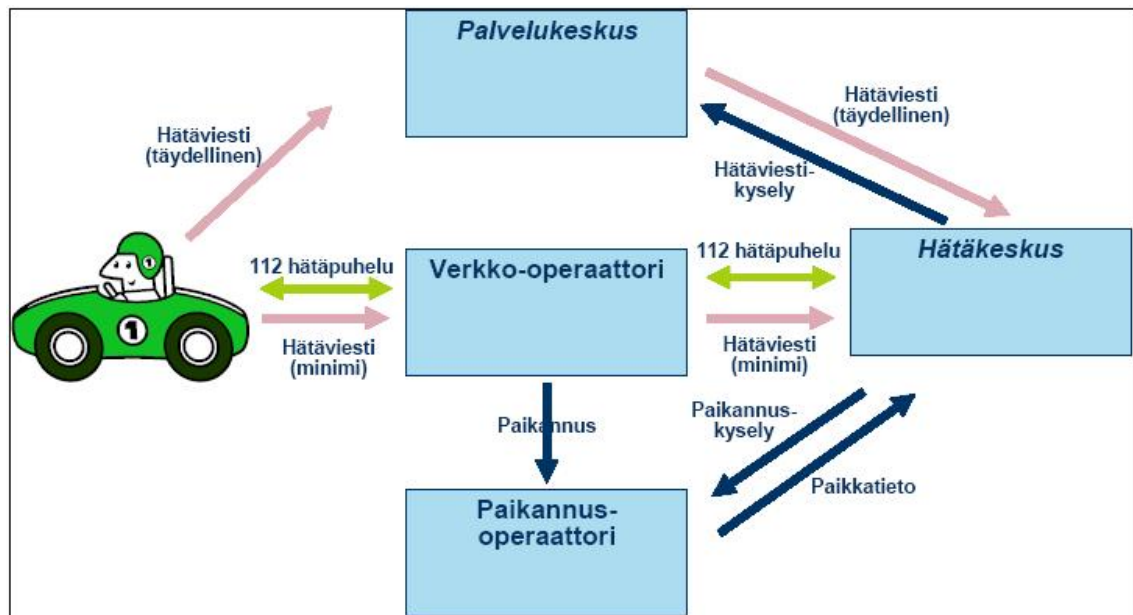 Palvelukeskus
Hätäviesti
(täydellinen)
Hätäviesti
(täydellinen)
Hätäviesti-
kysely
112 hätäpuhelu
Verkko-operaattori
112 hätäpuhelu
Hätäkeskus
1
1
Hätäviesti
(minimi)
Hätäviesti
(minimi)
Paikannus
Paikannus-
kysely
Paikkatieto
Paikannus-
operaattori